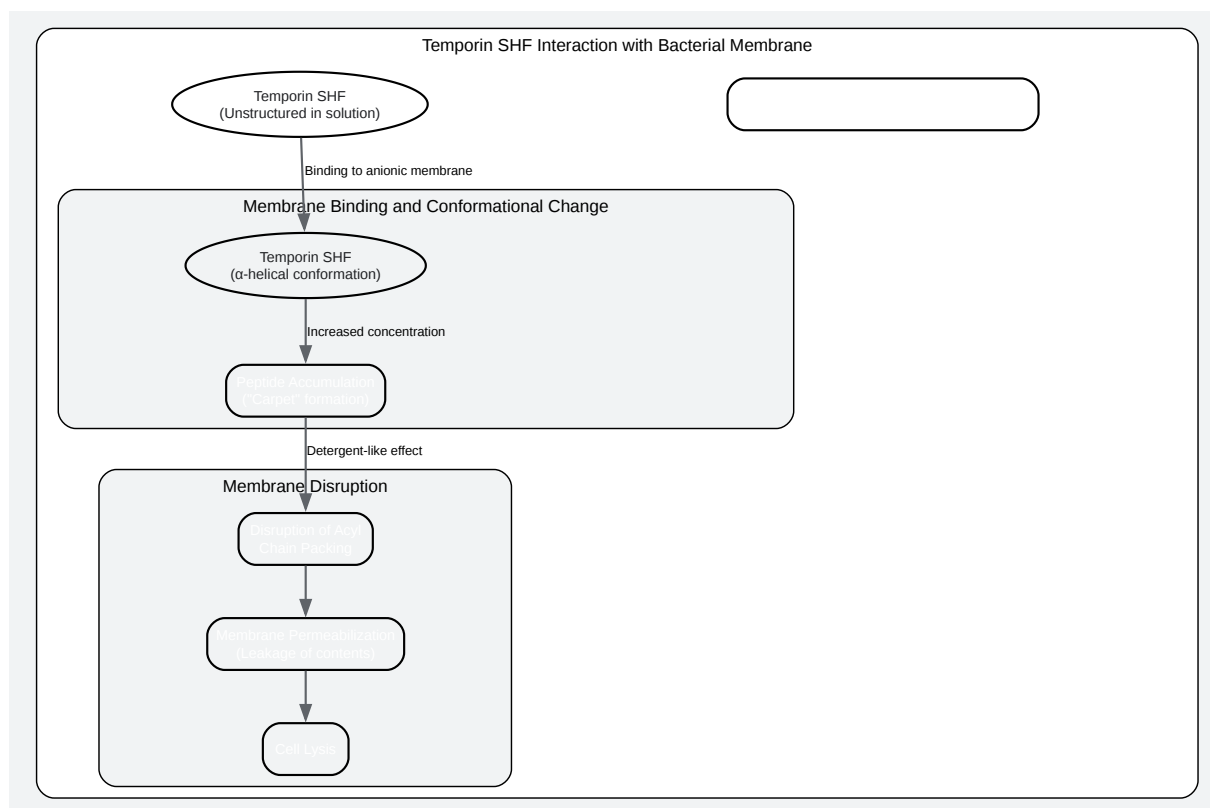 Temporin SHF Interaction with Bacterial Membrane
Temporin SHF
(Unstructured in solution)
Binding to anionic membrane
Membrane Binding and Conformational Change
Temporin SHF
(α-helical conformation)
Increased concentration
Peptide Accumulation
("Carpet" formation)
Detergent-like effect
Membrane Disruption
Disruption of Acyl
Chain Packing
Membrane Permeabilization
(Leakage of contents)
Cell Lysis